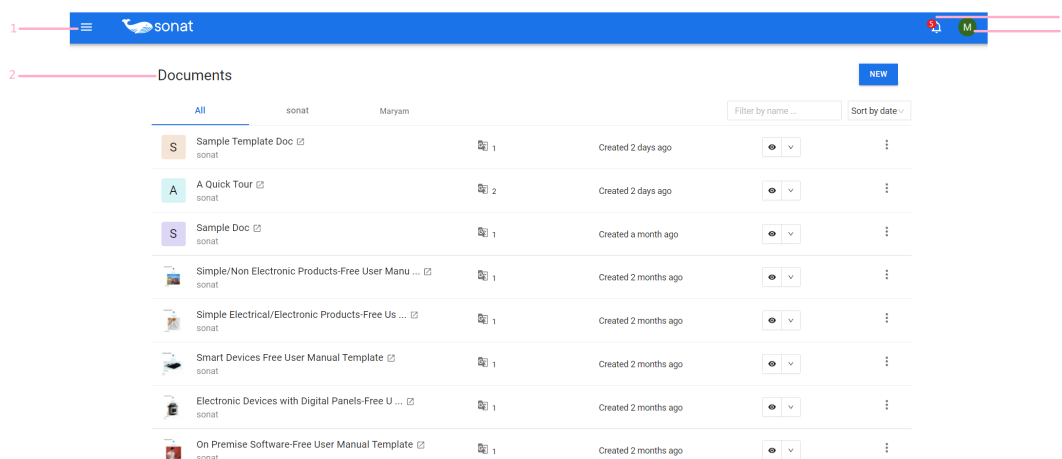 1
sonat
5
M
2
Documents
NEW
All
sonat
Maryam
Filter by name ...
Sort by date
S
Sample Template Doc
sonat
1
Created 2 days ago
A
A Quick Tour
sonat
2
Created 2 days ago
S
Sample Doc
sonat
1
Created a month ago
Simple/Non Electronic Products-Free User Manu ...
sonat
1
Created 2 months ago
Simple Electrical/Electronic Products-Free Us ...
sonat
1
Created 2 months ago
Smart Devices Free User Manual Template
sonat
1
Created 2 months ago
Electronic Devices with Digital Panels-Free U ...
sonat
1
Created 2 months ago
On Premise Software-Free User Manual Template
sonat
1
Created 2 months ago